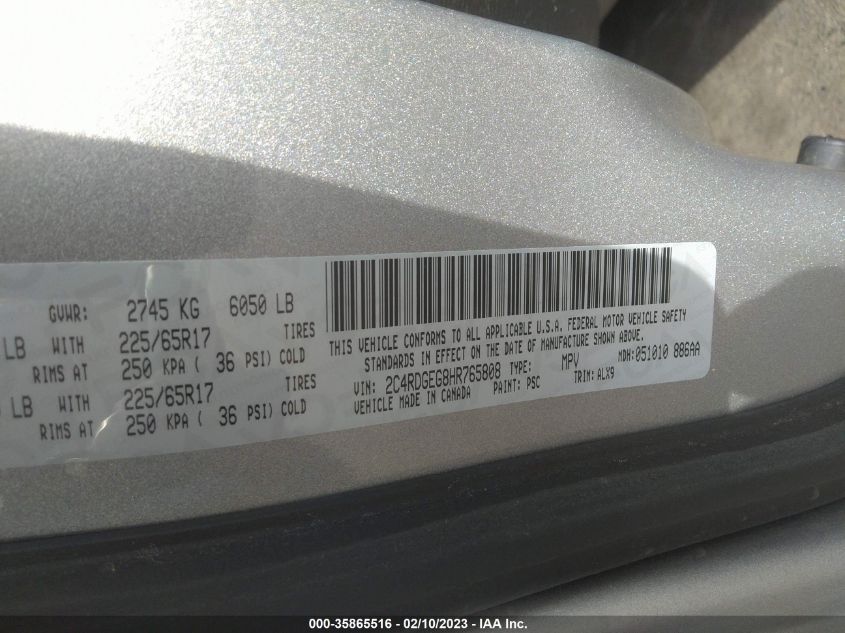 GVWR: 2745 KG 6050 LB
LB WITH 225/65R17 TIRES
RIMS AT 250 KPA ( 36 PSI) COLD
LB WITH 225/65R17 TIRES
RIMS AT 250 KPA ( 36 PSI) COLD
THIS VEHICLE CONFORMS TO ALL APPLICABLE U.S.A. FEDERAL MOTOR VEHICLE SAFETY
STANDARDS IN EFFECT ON THE DATE OF MANUFACTURE SHOWN ABOVE.
VIN: 2C4RDGEG8HR765808 TYPE: MPV MDH:051010 886AA
VEHICLE MADE IN CANADA PAINT: PSC TRIM: ALX9
000-35865516 - 02/10/2023 - IAA Inc.